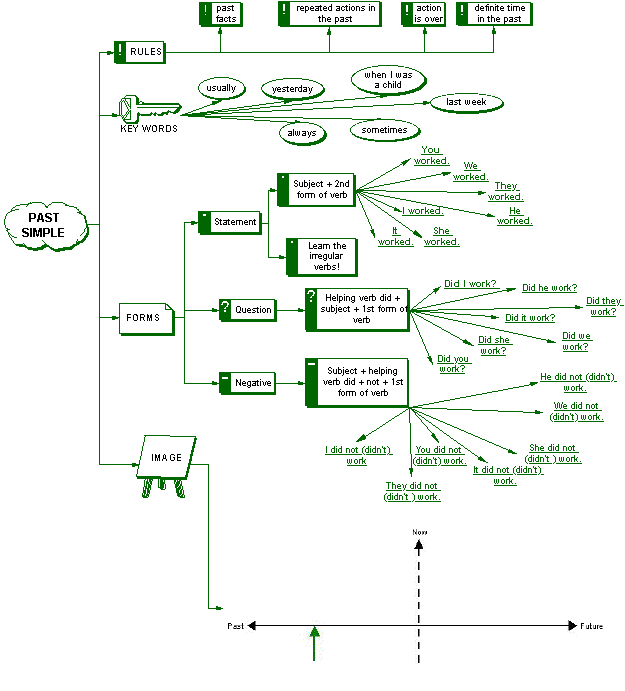 past
facts
repeated actions in
the past
action
is over
definite time
in the past
RULES
usually
yesterday
when I was
a child
last week
always
sometimes
KEY WORDS
PAST
SIMPLE
Statement
Subject + 2nd
form of verb
You
worked.
We
worked.
They
worked.
I worked.
He
worked.
It
worked.
She
worked.
Learn the
irregular
verbs!
FORMS
Question
Helping verb did +
subject + 1st form of
verb
Did I work?
Did he work?
Did they
work?
Did it work?
Did we
work?
Did she
work?
Did you
work?
Negative
Subject + helping
verb did + not + 1st
form of verb
He did not (didn't)
work.
We did not
(didn't) work.
She did not
(didn't ) work.
It did not (didn't)
work.
You did not
(didn't) work.
I did not (didn't)
work
They did not
(didn't ) work.
IMAGE
Now
Past
Future